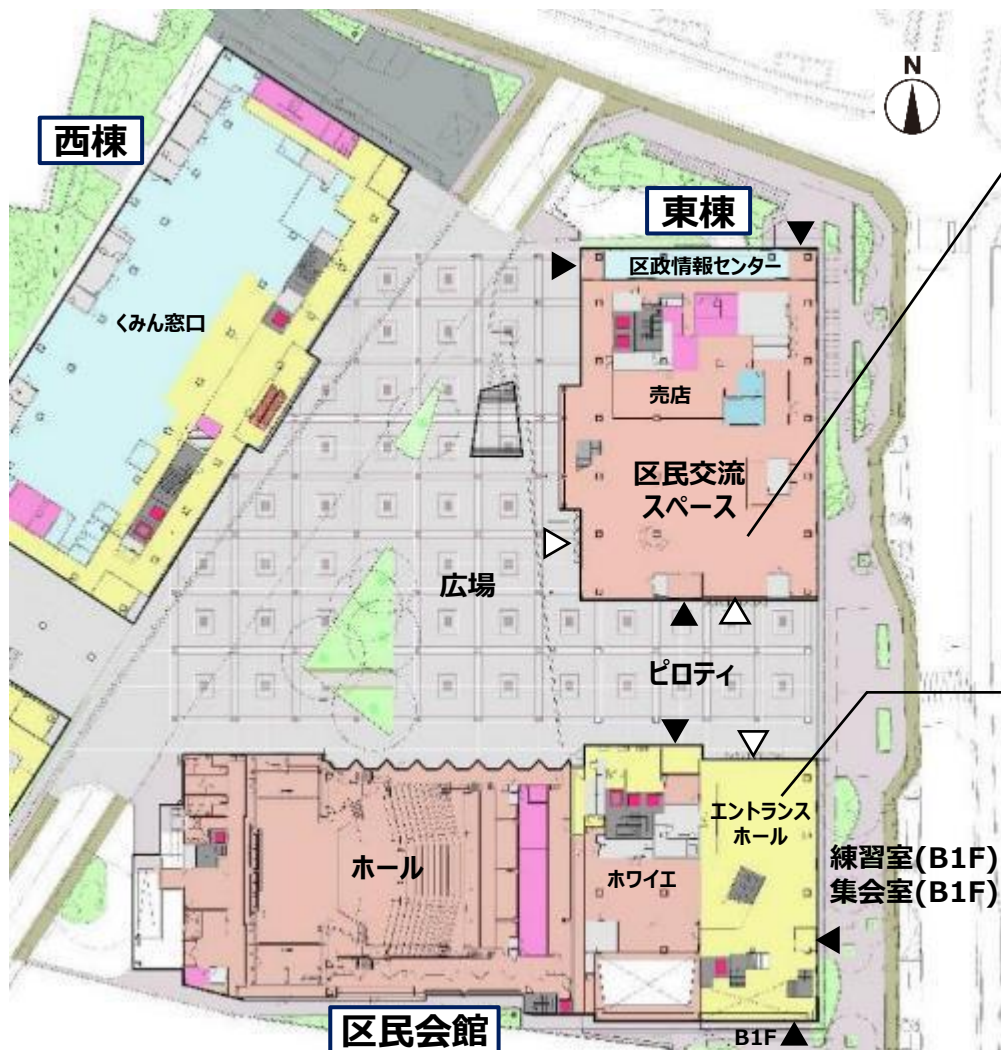 N
西棟
東棟
区政情報センター
くみん窓口
売店
区民交流
スペース
広場
ピロティ
エントランス
ホール
ホール
ホワイエ
練習室(B1F)
集会室(B1F)
区民会館
B1F